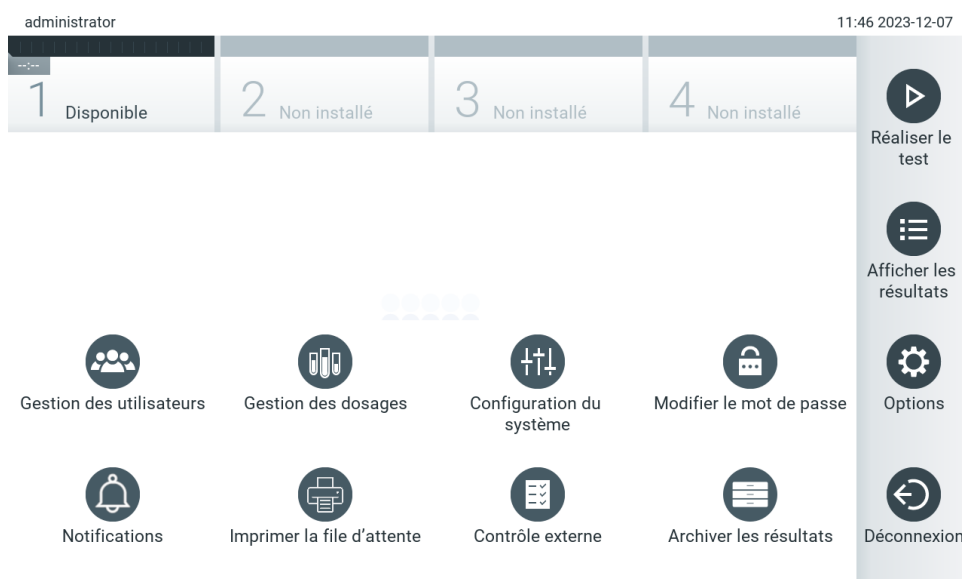 administrator
11:46 2023-12-07
--:--
1 Disponible
2 Non installé
3 Non installé
4 Non installé
Réaliser le
test
Afficher les
résultats
Gestion des utilisateurs
Gestion des dosages
Configuration du
système
Modifier le mot de passe
Options
Notifications
Imprimer la file d’attente
Contrôle externe
Archiver les résultats
Déconnexion